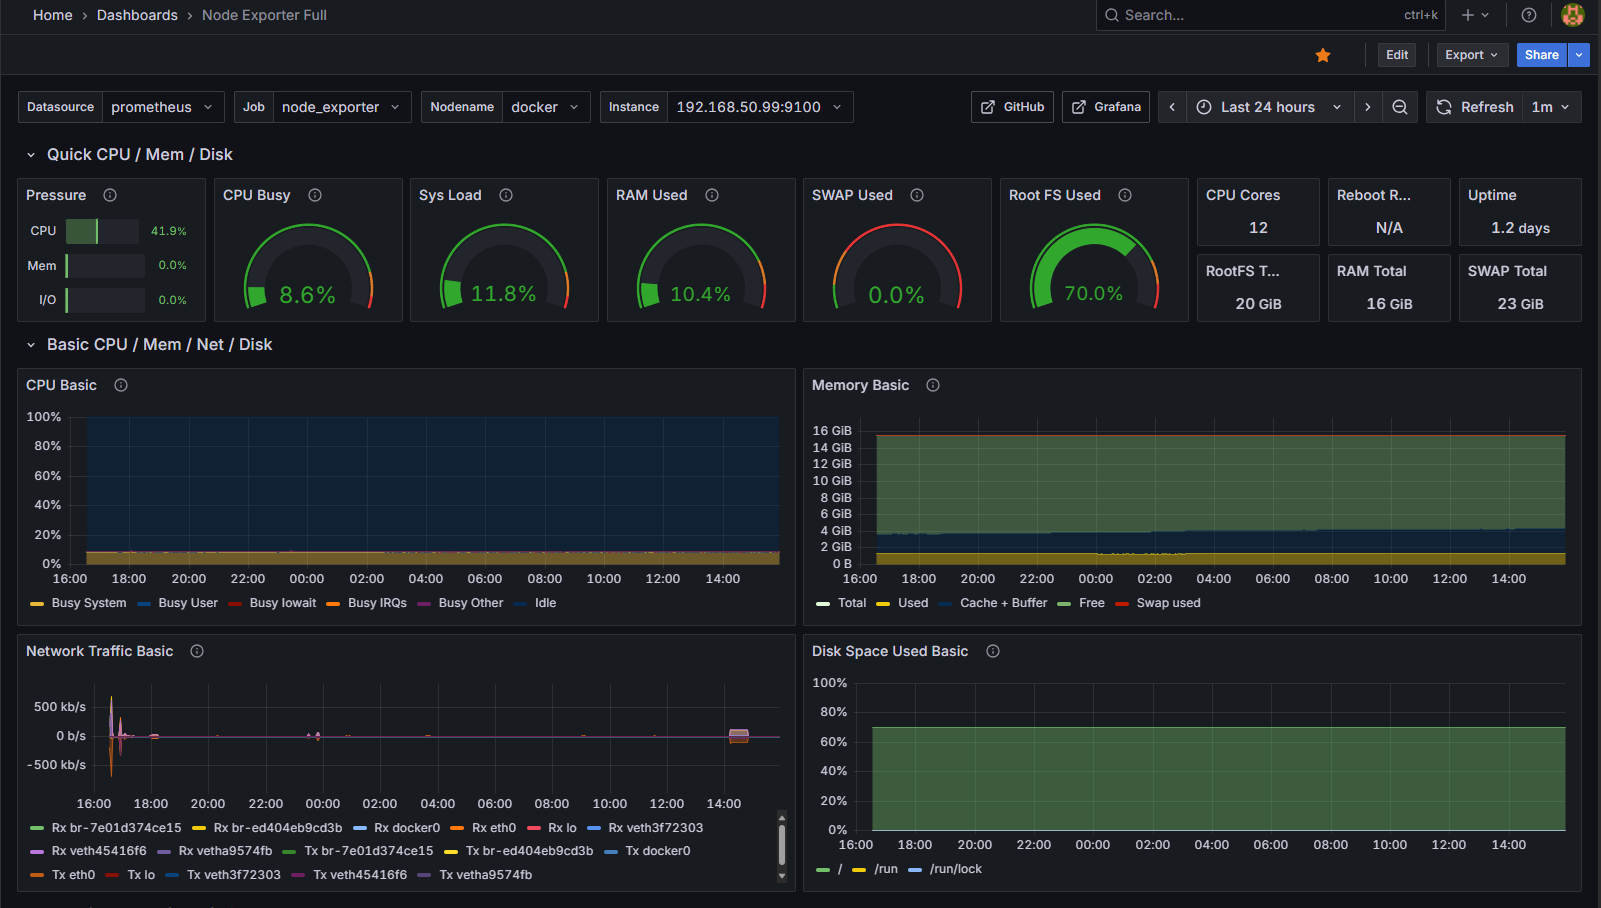 Home › Dashboards › Node Exporter Full
Search... ctrl+k
Edit Export Share
Datasource prometheus Job node_exporter Nodename docker Instance 192.168.50.99:9100 GitHub Grafana Last 24 hours Refresh 1m
Quick CPU / Mem / Disk
Pressure
CPU 41.9%
Mem 0.0%
I/O 0.0%
CPU Busy
8.6%
Sys Load
11.8%
RAM Used
10.4%
SWAP Used
0.0%
Root FS Used
70.0%
CPU Cores
12
Reboot R...
N/A
Uptime
1.2 days
RootFS T...
20 GiB
RAM Total
16 GiB
SWAP Total
23 GiB
Basic CPU / Mem / Net / Disk
CPU Basic
100%
80%
60%
40%
20%
0%
16:00 18:00 20:00 22:00 00:00 02:00 04:00 06:00 08:00 10:00 12:00 14:00
Busy System Busy User Busy Iowait Busy IRQs Busy Other Idle
Memory Basic
16 GiB
14 GiB
12 GiB
10 GiB
8 GiB
6 GiB
4 GiB
2 GiB
0 B
16:00 18:00 20:00 22:00 00:00 02:00 04:00 06:00 08:00 10:00 12:00 14:00
Total Used Cache + Buffer Free Swap used
Network Traffic Basic
500 kb/s
0 b/s
-500 kb/s
16:00 18:00 20:00 22:00 00:00 02:00 04:00 06:00 08:00 10:00 12:00 14:00
Rx br-7e01d374ce15 Rx br-ed404eb9cd3b Rx docker0 Rx eth0 Rx lo Rx veth3f72303
Rx veth45416f6 Rx vetha9574fb Tx br-7e01d374ce15 Tx br-ed404eb9cd3b Tx docker0
Tx eth0 Tx lo Tx veth3f72303 Tx veth45416f6 Tx vetha9574fb
Disk Space Used Basic
100%
80%
60%
40%
20%
0%
16:00 18:00 20:00 22:00 00:00 02:00 04:00 06:00 08:00 10:00 12:00 14:00
/ /run /run/lock